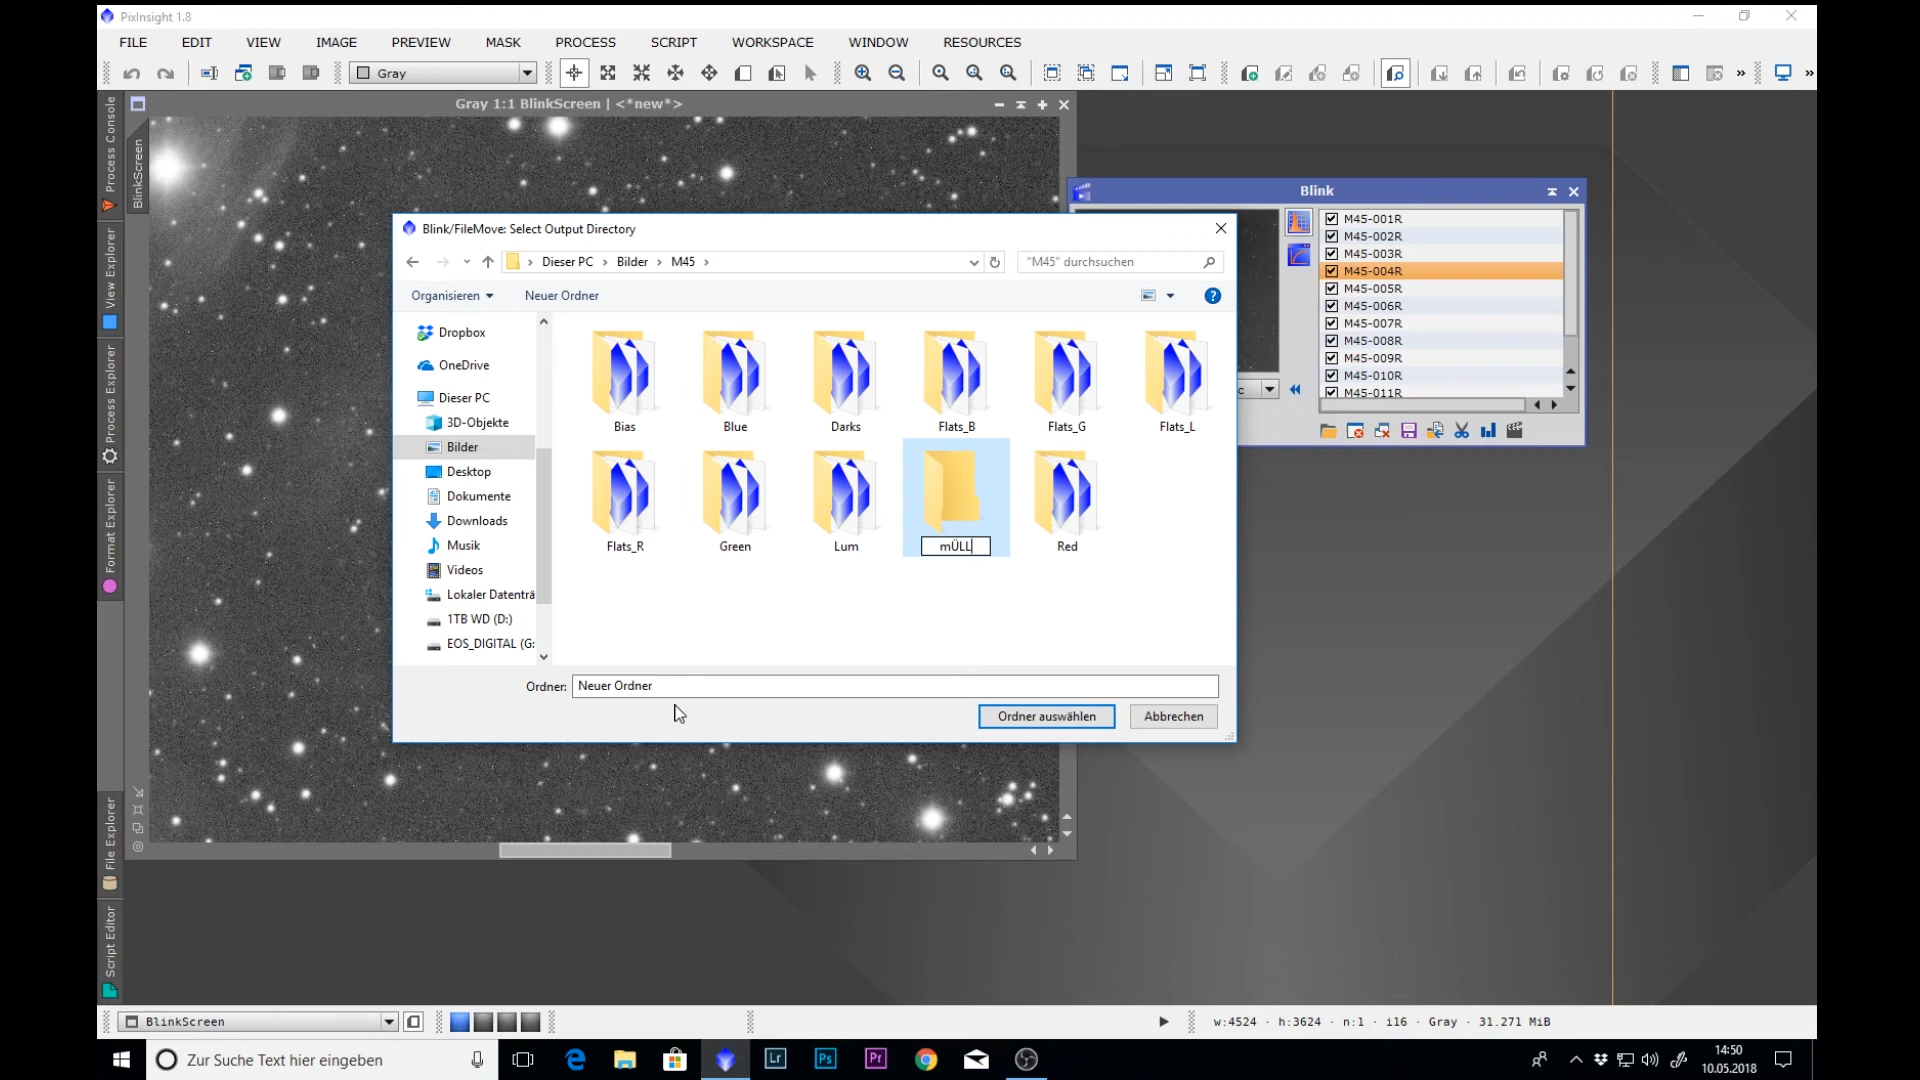 PixInsight 1.8
FILE EDIT VIEW IMAGE PREVIEW MASK PROCESS SCRIPT WORKSPACE WINDOW RESOURCES
Gray
Gray 1:1 BlinkScreen | <*new*>
Process Console
View Explorer
Process Explorer
Format Explorer
File Explorer
Script Editor
BlinkScreen
Blink
M45-001R
M45-002R
M45-003R
M45-004R
M45-005R
M45-006R
M45-007R
M45-008R
M45-009R
M45-010R
M45-011R
c
Blink/FileMove: Select Output Directory
Dieser PC › Bilder › M45 ›
"M45" durchsuchen
Organisieren Neuer Ordner
Dropbox
OneDrive
Dieser PC
3D-Objekte
Bilder
Desktop
Dokumente
Downloads
Musik
Videos
Lokaler Datenträ
1TB WD (D:)
EOS_DIGITAL (G:
Bias Blue Darks Flats_B Flats_G Flats_L
Flats_R Green Lum mÜLL Red
Ordner: Neuer Ordner
Ordner auswählen Abbrechen
BlinkScreen
w:4524 · h:3624 · n:1 · i16 · Gray · 31.271 MiB
Zur Suche Text hier eingeben
Lr Ps Pr
14:50
10.05.2018